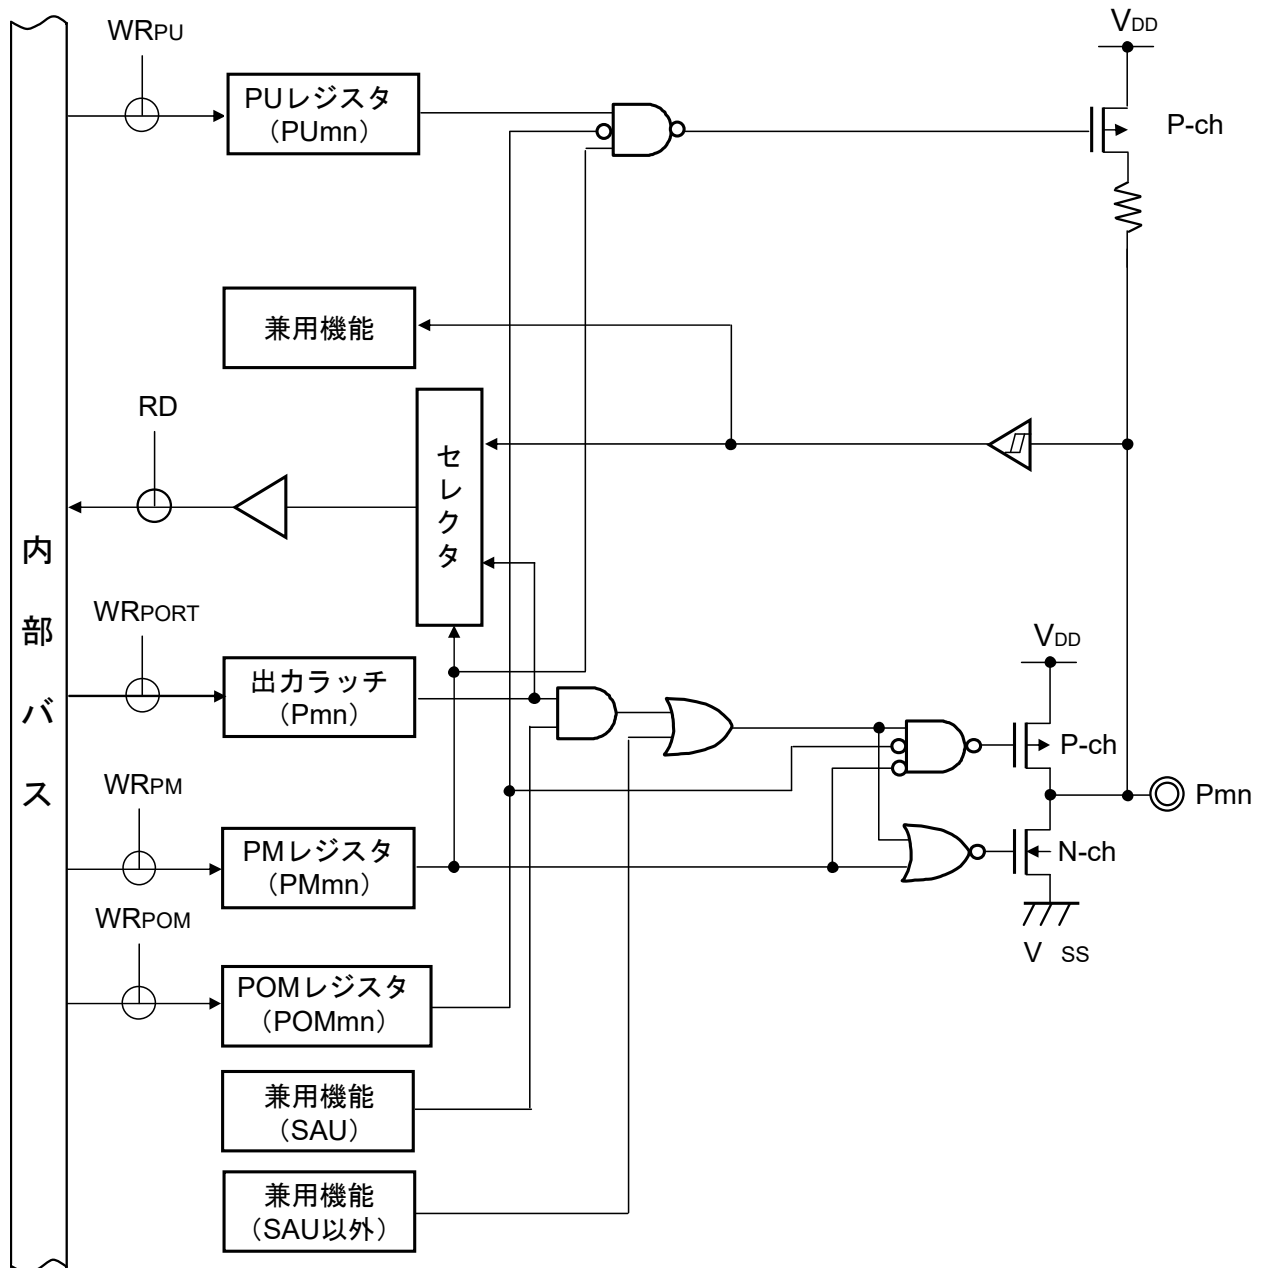 WRPU
PUレジスタ
(PUmn)
VDD
P-ch
兼用機能
RD
セレクタ
内部バス
WRPORT
出力ラッチ
(Pmn)
VDD
P-ch
Pmn
WRPM
PMレジスタ
(PMmn)
N-ch
VSS
WRPOM
POMレジスタ
(POMmn)
兼用機能
(SAU)
兼用機能
(SAU以外)